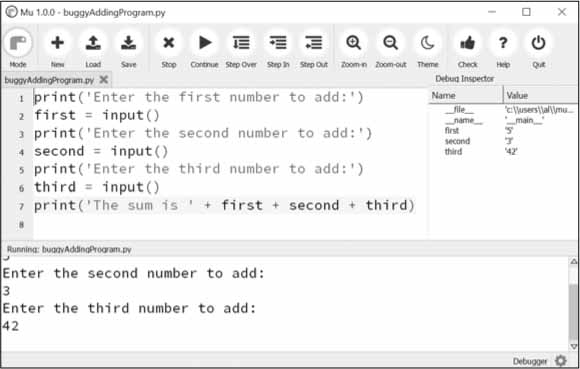 Mu 1.0.0 - buggyAddingProgram.py
Mode New Load Save Stop Continue Step Over Step In Step Out Zoom-in Zoom-out Theme Check Help Quit
buggyAddingProgram.py
1 print('Enter the first number to add:')
2 first = input()
3 print('Enter the second number to add:')
4 second = input()
5 print('Enter the third number to add:')
6 third = input()
7 print('The sum is ' + first + second + third)
8
Debug Inspector
Name Value
__file__ 'c:\\users\\al\\mu...
__name__ '__main__'
first '5'
second '3'
third '42'
Running: buggyAddingProgram.py
Enter the second number to add:
3
Enter the third number to add:
42
Debugger